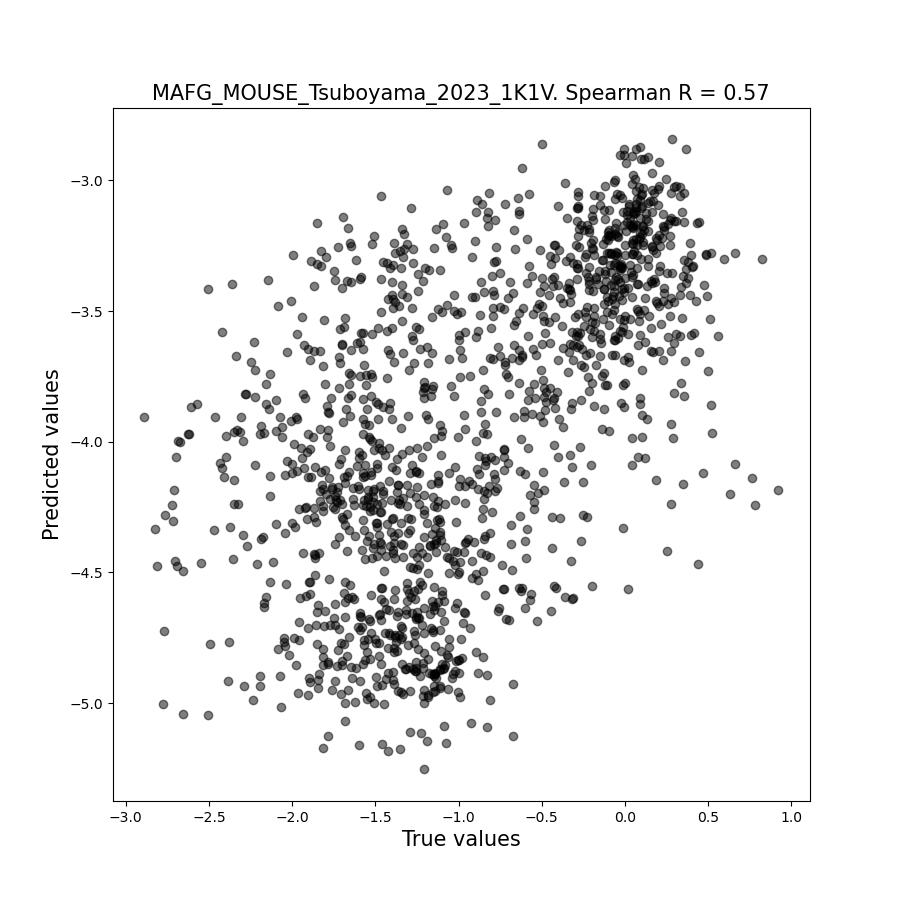 MAFG_MOUSE_Tsuboyama_2023_1K1V. Spearman R = 0.57
−3.0
−3.5
−4.0
−4.5
−5.0
Predicted values
−3.0 −2.5 −2.0 −1.5 −1.0 −0.5 0.0 0.5 1.0
True values